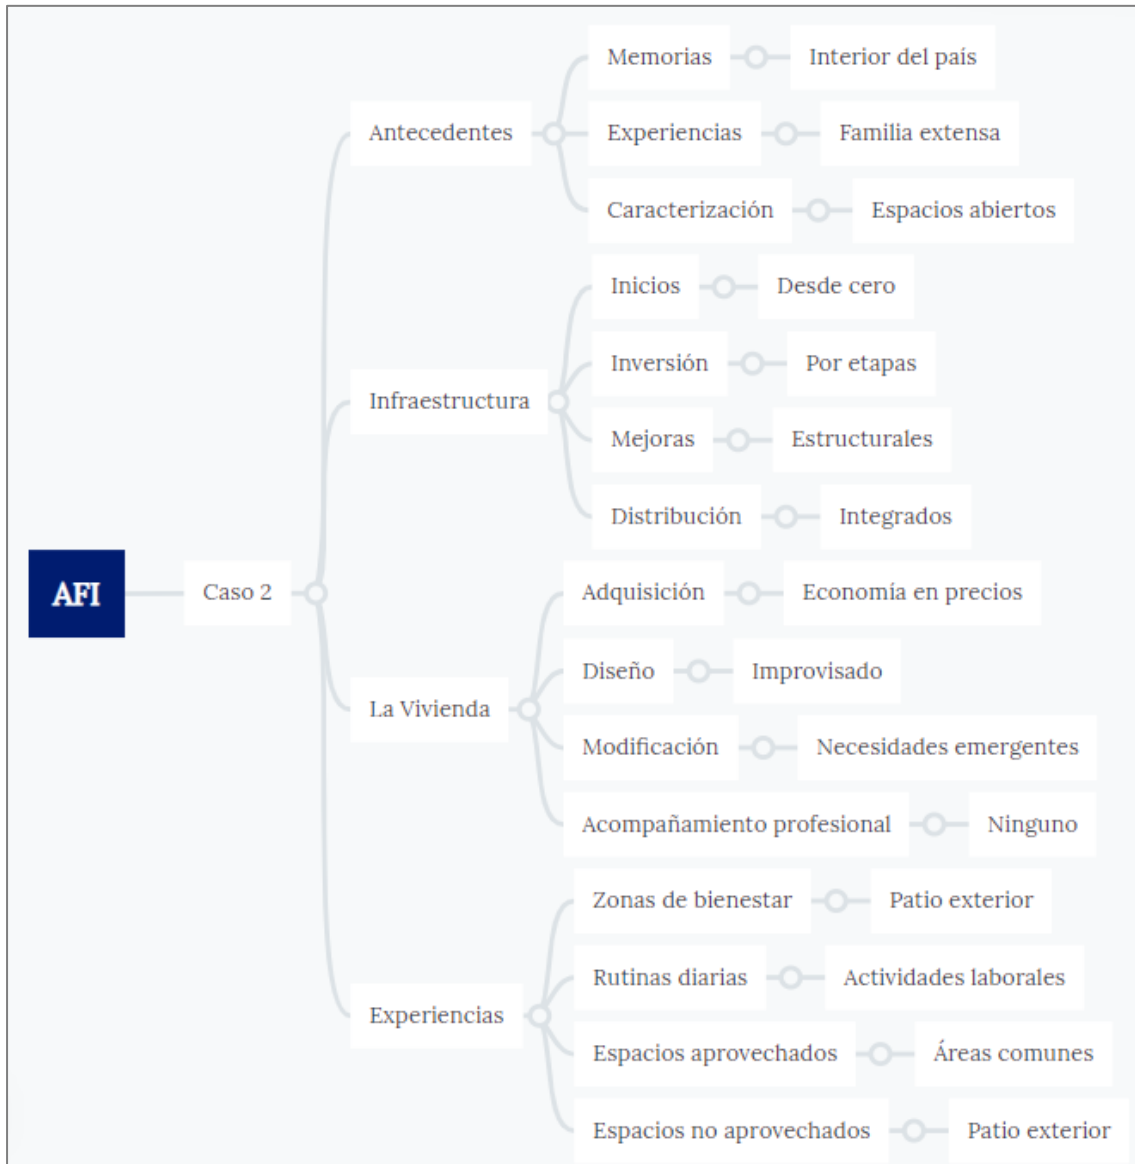 AFI
Caso 2
Antecedentes
Memorias
Interior del país
Experiencias
Familia extensa
Caracterización
Espacios abiertos
Infraestructura
Inicios
Desde cero
Inversión
Por etapas
Mejoras
Estructurales
Distribución
Integrados
La Vivienda
Adquisición
Economía en precios
Diseño
Improvisado
Modificación
Necesidades emergentes
Acompañamiento profesional
Ninguno
Experiencias
Zonas de bienestar
Patio exterior
Rutinas diarias
Actividades laborales
Espacios aprovechados
Áreas comunes
Espacios no aprovechados
Patio exterior